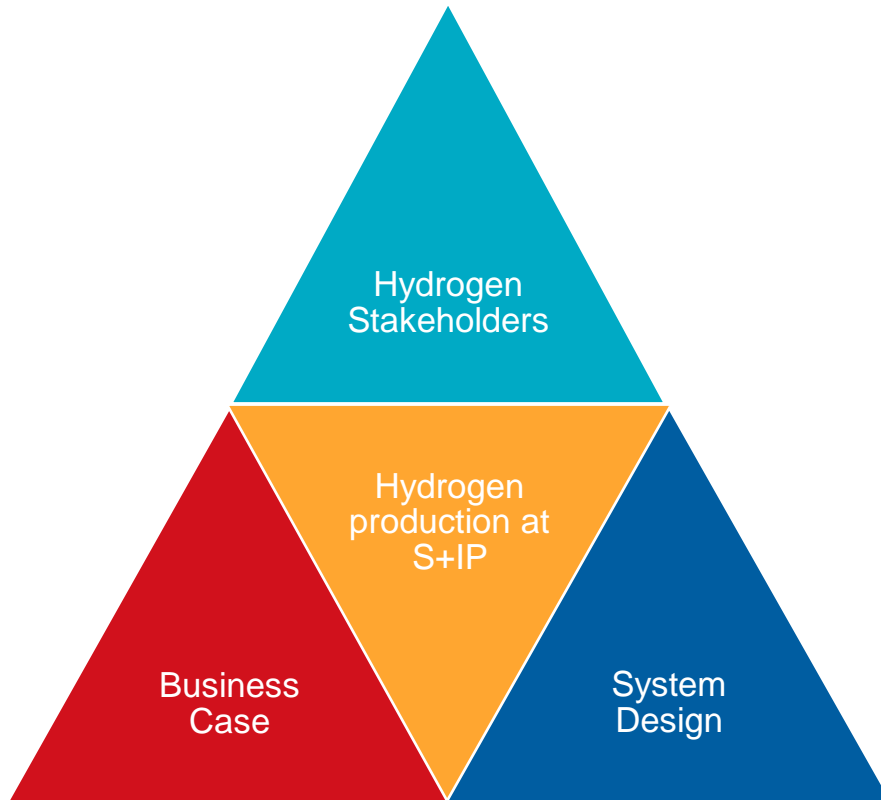 Hydrogen
Stakeholders
Hydrogen
production at
S+IP
Business
Case
System
Design